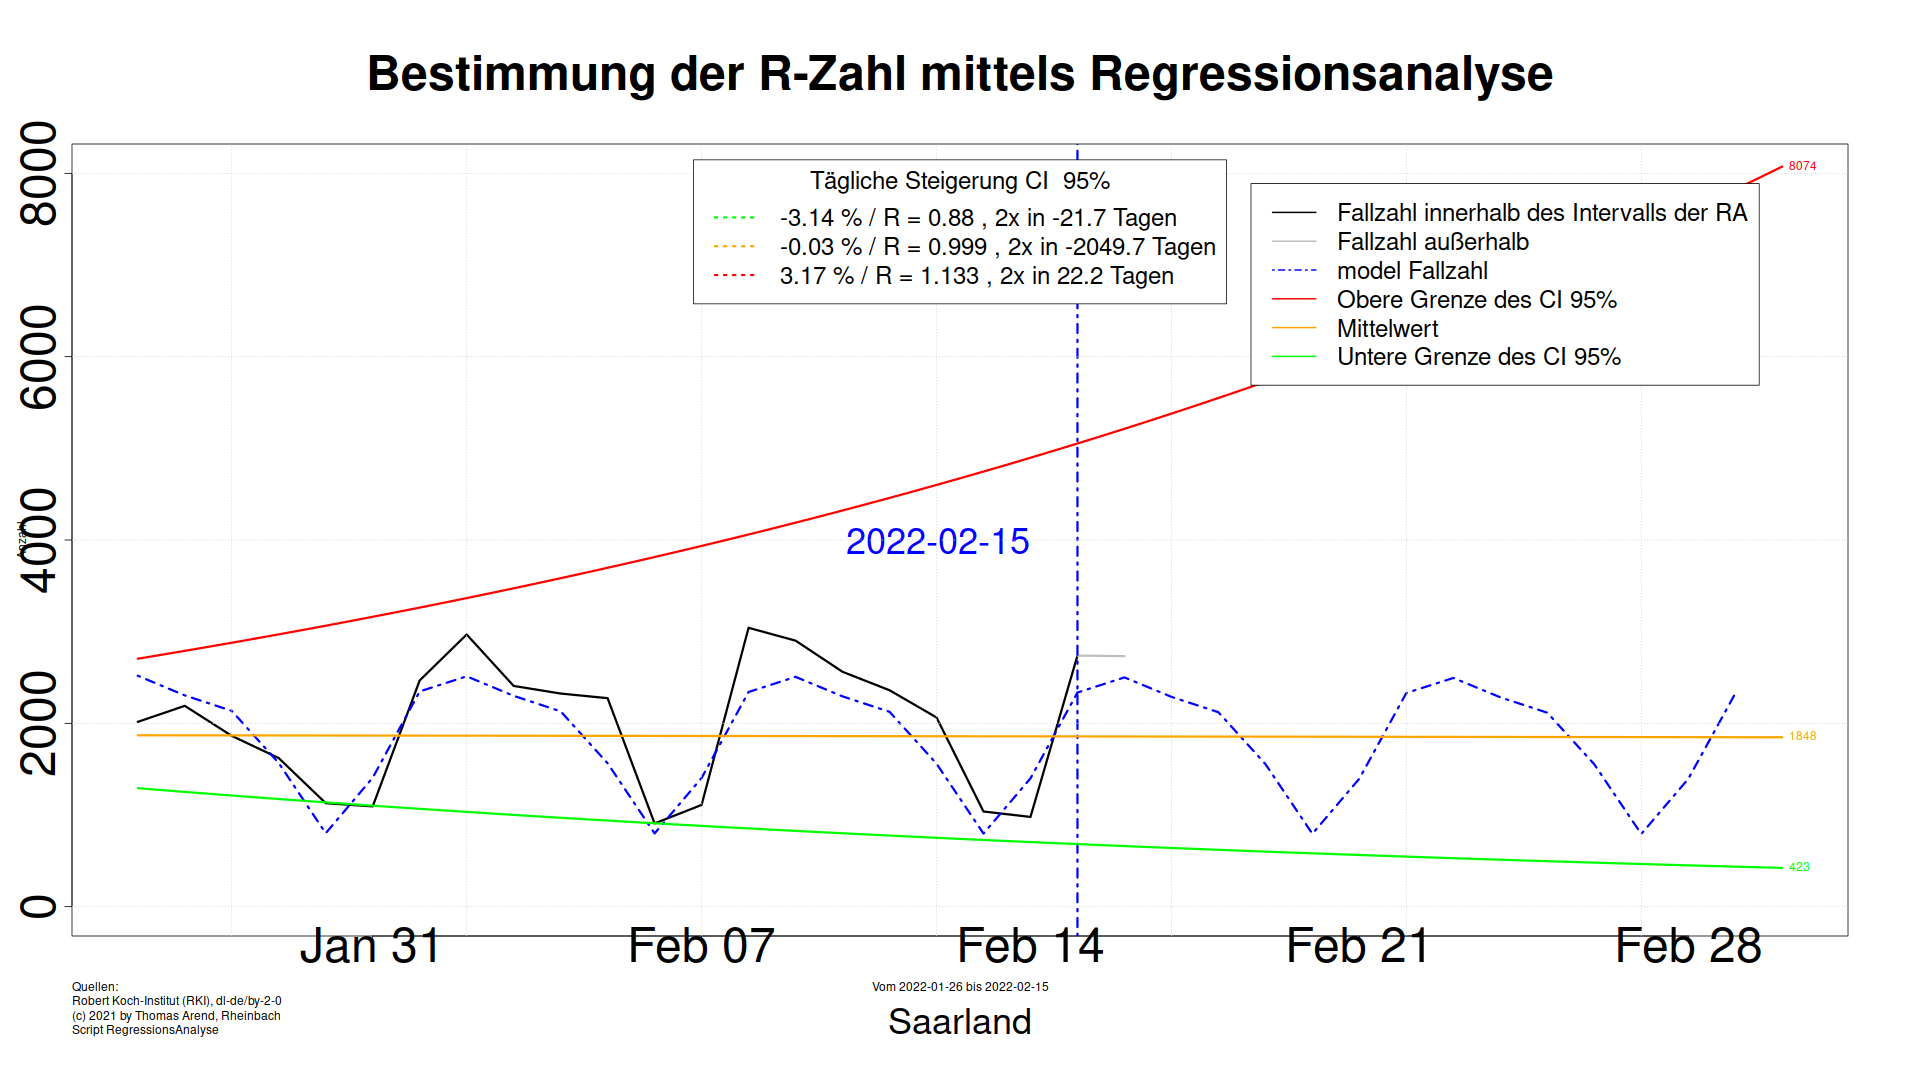 Bestimmung der R-Zahl mittels Regressionsanalyse
Tägliche Steigerung CI 95%
-3.14 % / R = 0.88 , 2x in -21.7 Tagen
-0.03 % / R = 0.999 , 2x in -2049.7 Tagen
3.17 % / R = 1.133 , 2x in 22.2 Tagen
Fallzahl innerhalb des Intervalls der RA
Fallzahl außerhalb
model Fallzahl
Obere Grenze des CI 95%
Mittelwert
Untere Grenze des CI 95%
8000
6000
4000
2000
0
Anzahl
8074
2022-02-15
1848
423
Jan 31
Feb 07
Feb 14
Feb 21
Feb 28
Quellen:
Robert Koch-Institut (RKI), dl-de/by-2-0
(c) 2021 by Thomas Arend, Rheinbach
Script RegressionsAnalyse
Vom 2022-01-26 bis 2022-02-15
Saarland